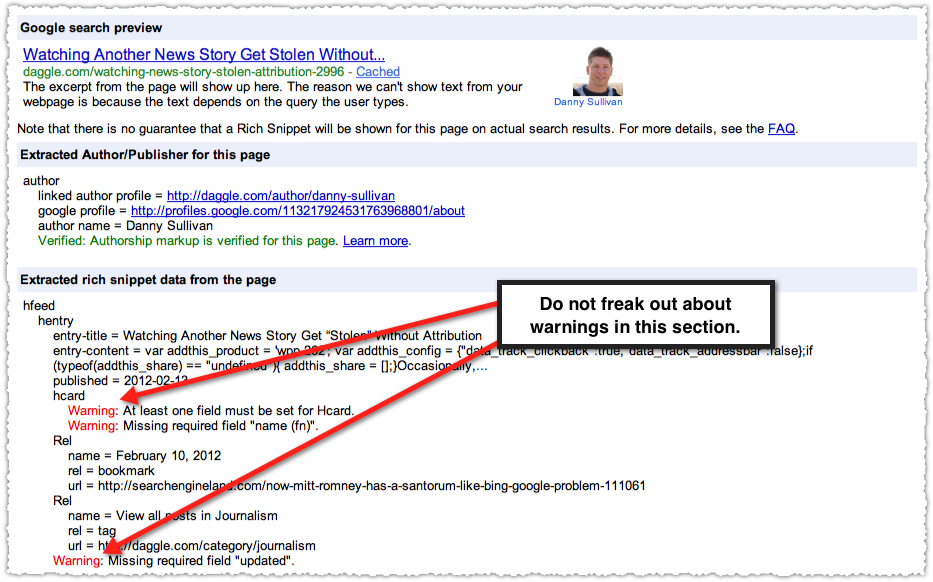 Google search preview
Watching Another News Story Get Stolen Without...
daggle.com/watching-news-story-stolen-attribution-2996 - Cached
The excerpt from the page will show up here. The reason we can't show text from your
webpage is because the text depends on the query the user types.
Danny Sullivan
Note that there is no guarantee that a Rich Snippet will be shown for this page on actual search results. For more details, see the FAQ.
Extracted Author/Publisher for this page
author
linked author profile = http://daggle.com/author/danny-sullivan
google profile = http://profiles.google.com/113217924531763968801/about
author name = Danny Sullivan
Verified: Authorship markup is verified for this page. Learn more.
Extracted rich snippet data from the page
hfeed
hentry
Do not freak out about
warnings in this section.
entry-title = Watching Another News Story Get "Stolen" Without Attribution
entry-content = var addthis_product = 'wpp-262'; var addthis_config = {"data_track_clickback":true,"data_track_addressbar":false};if
(typeof(addthis_share) == "undefined"){ addthis_share = [];}Occasionally,...
published = 2012-02-12
hcard
Warning: At least one field must be set for Hcard.
Warning: Missing required field "name (fn)".
Rel
name = February 10, 2012
rel = bookmark
url = http://searchengineland.com/now-mitt-romney-has-a-santorum-like-bing-google-problem-111061
Rel
name = View all posts in Journalism
rel = tag
url = http://daggle.com/category/journalism
Warning: Missing required field "updated".